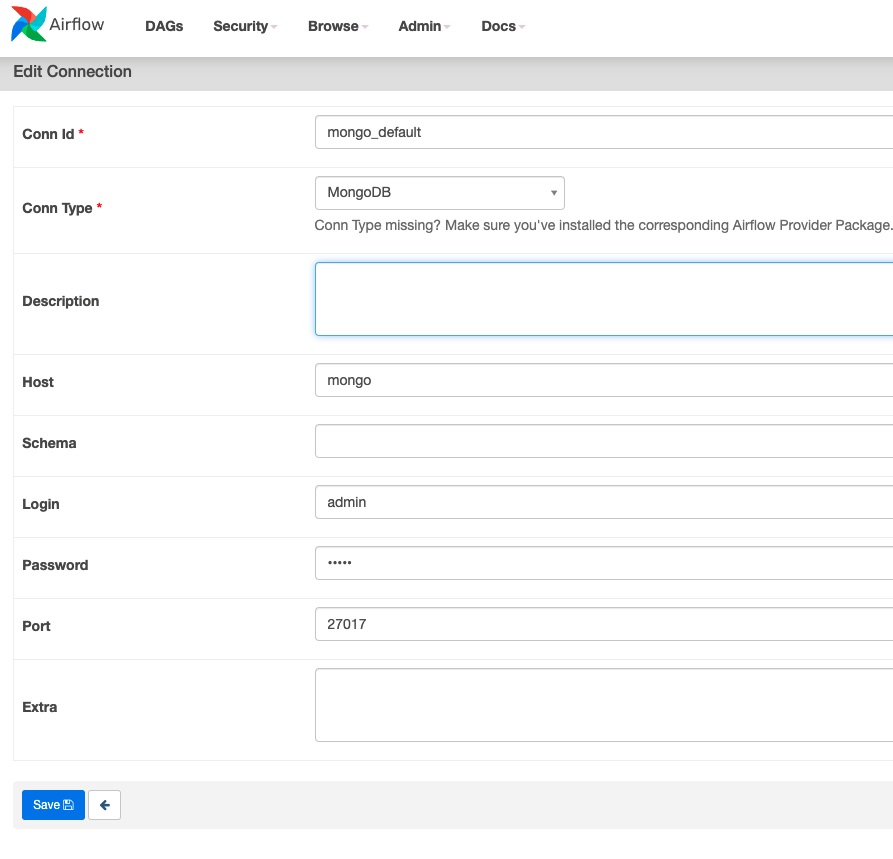 Airflow DAGs Security Browse Admin Docs
Edit Connection
Conn Id * mongo_default
Conn Type * MongoDB
Conn Type missing? Make sure you've installed the corresponding Airflow Provider Package.
Description
Host mongo
Schema
Login admin
Password •••••
Port 27017
Extra
Save